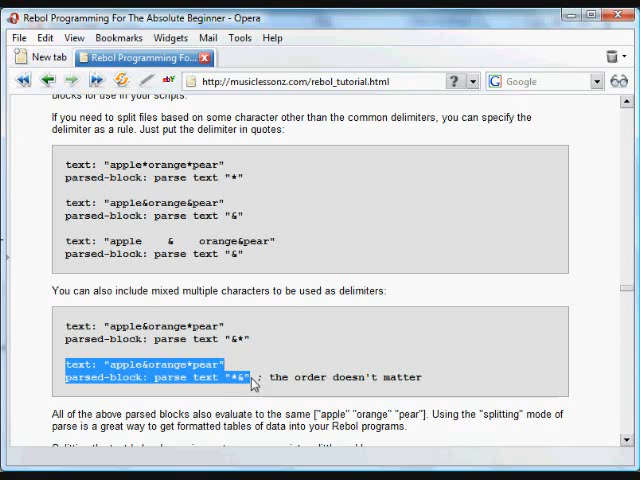 Rebol Programming For The Absolute Beginner - Opera
File Edit View Bookmarks Widgets Mail Tools Help
New tab Rebol Programming Fo...
http://musiclessonz.com/rebol_tutorial.html ? Google
blocks for use in your scripts.
If you need to split files based on some character other than the common delimiters, you can specify the
delimiter as a rule. Just put the delimiter in quotes:
text: "apple*orange*pear"
parsed-block: parse text "*"
text: "apple&orange&pear"
parsed-block: parse text "&"
text: "apple    &    orange&pear"
parsed-block: parse text "&"
You can also include mixed multiple characters to be used as delimiters:
text: "apple&orange*pear"
parsed-block: parse text "&*"
text: "apple&orange*pear"
parsed-block: parse text "*&" ; the order doesn't matter
All of the above parsed blocks also evaluate to the same ["apple" "orange" "pear"]. Using the "splitting" mode of
parse is a great way to get formatted tables of data into your Rebol programs.